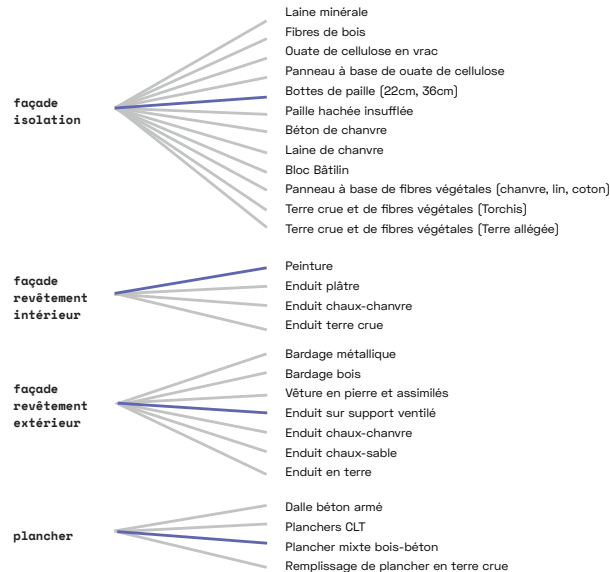 façade
isolation
Laine minérale
Fibres de bois
Ouate de cellulose en vrac
Panneau à base de ouate de cellulose
Bottes de paille (22cm, 36cm)
Paille hachée insufflée
Béton de chanvre
Laine de chanvre
Bloc Bâtilin
Panneau à base de fibres végétales (chanvre, lin, coton)
Terre crue et de fibres végétales (Torchis)
Terre crue et de fibres végétales (Terre allégée)
façade
revêtement
intérieur
Peinture
Enduit plâtre
Enduit chaux-chanvre
Enduit terre crue
façade
revêtement
extérieur
Bardage métallique
Bardage bois
Vêture en pierre et assimilés
Enduit sur support ventilé
Enduit chaux-chanvre
Enduit chaux-sable
Enduit en terre
plancher
Dalle béton armé
Planchers CLT
Plancher mixte bois-béton
Remplissage de plancher en terre crue